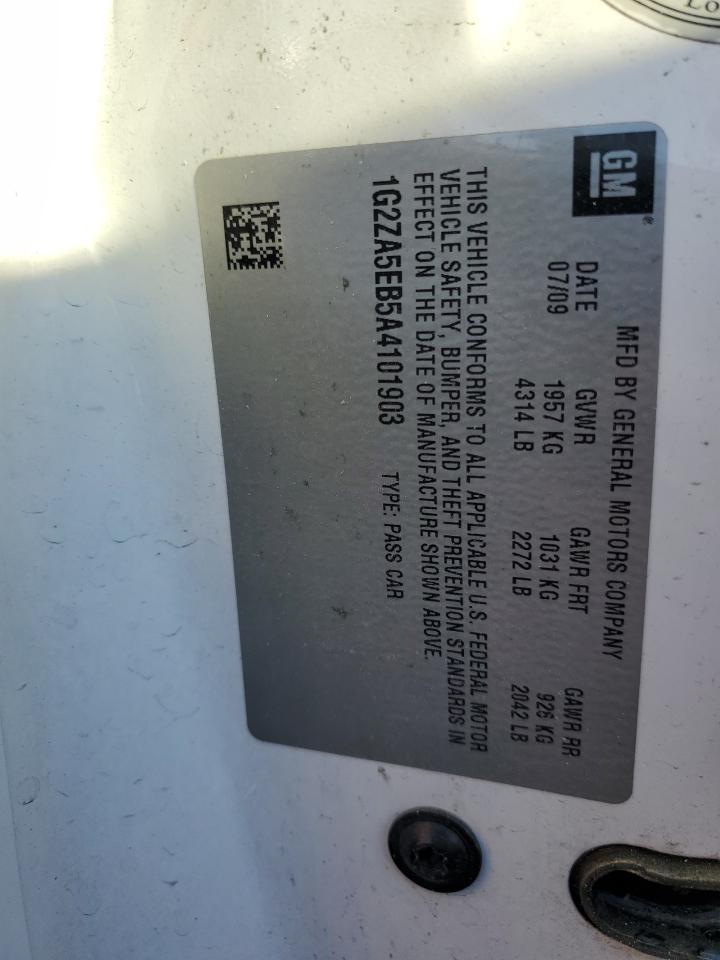 Lo
GM®
MFD BY GENERAL MOTORS COMPANY
DATE GVWR GAWR FRT GAWR RR
07/09 1957 KG 1031 KG 926 KG
4314 LB 2272 LB 2042 LB
THIS VEHICLE CONFORMS TO ALL APPLICABLE U.S. FEDERAL MOTOR
VEHICLE SAFETY, BUMPER, AND THEFT PREVENTION STANDARDS IN
EFFECT ON THE DATE OF MANUFACTURE SHOWN ABOVE.
1G2ZA5EB5A4101903 TYPE: PASS CAR